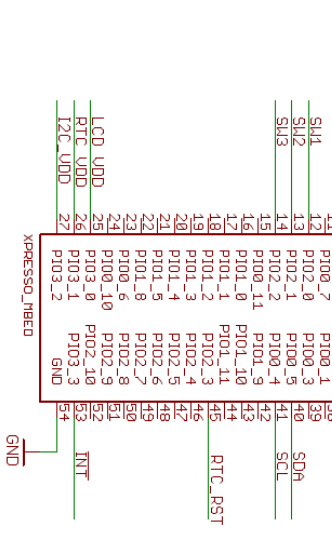 11 PIO0_7 PIO0_1 38
SW1 12 PIO2_0 PIO0_3 39
SW2 13 PIO2_1 PIO0_5 40 SDA
SW3 14 PIO2_2 PIO0_4 41 SCL
15 PIO0_11 PIO1_9 42
16 PIO1_0 PIO1_10 43
17 PIO1_1 PIO1_11 44
18 PIO1_2 PIO2_3 45 RTC_RST
19 PIO1_3 PIO2_4 46
20 PIO1_4 PIO2_5 47
21 PIO1_5 PIO2_6 48
22 PIO1_8 PIO2_7 49
23 PIO0_6 PIO2_8 50
24 PIO0_10 PIO2_9 51
LCD_VDD 25 PIO3_0 PIO2_10 52
RTC_VDD 26 PIO3_1 PIO3_3 53 INT
I2C_VDD 27 PIO3_2 GND 54
XPRESSO_MBED
GND